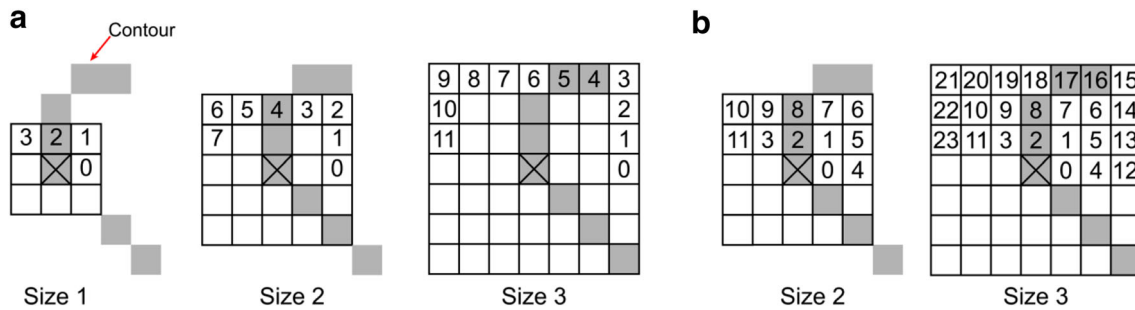 a
b
Contour
3 2 1
0
Size 1
6 5 4 3 2
7 1
0
Size 2
9 8 7 6 5 4 3
10 2
11 1
0
Size 3
10 9 8 7 6
11 3 2 1 5
0 4
Size 2
21 20 19 18 17 16 15
22 10 9 8 7 6 14
23 11 3 2 1 5 13
0 4 12
Size 3